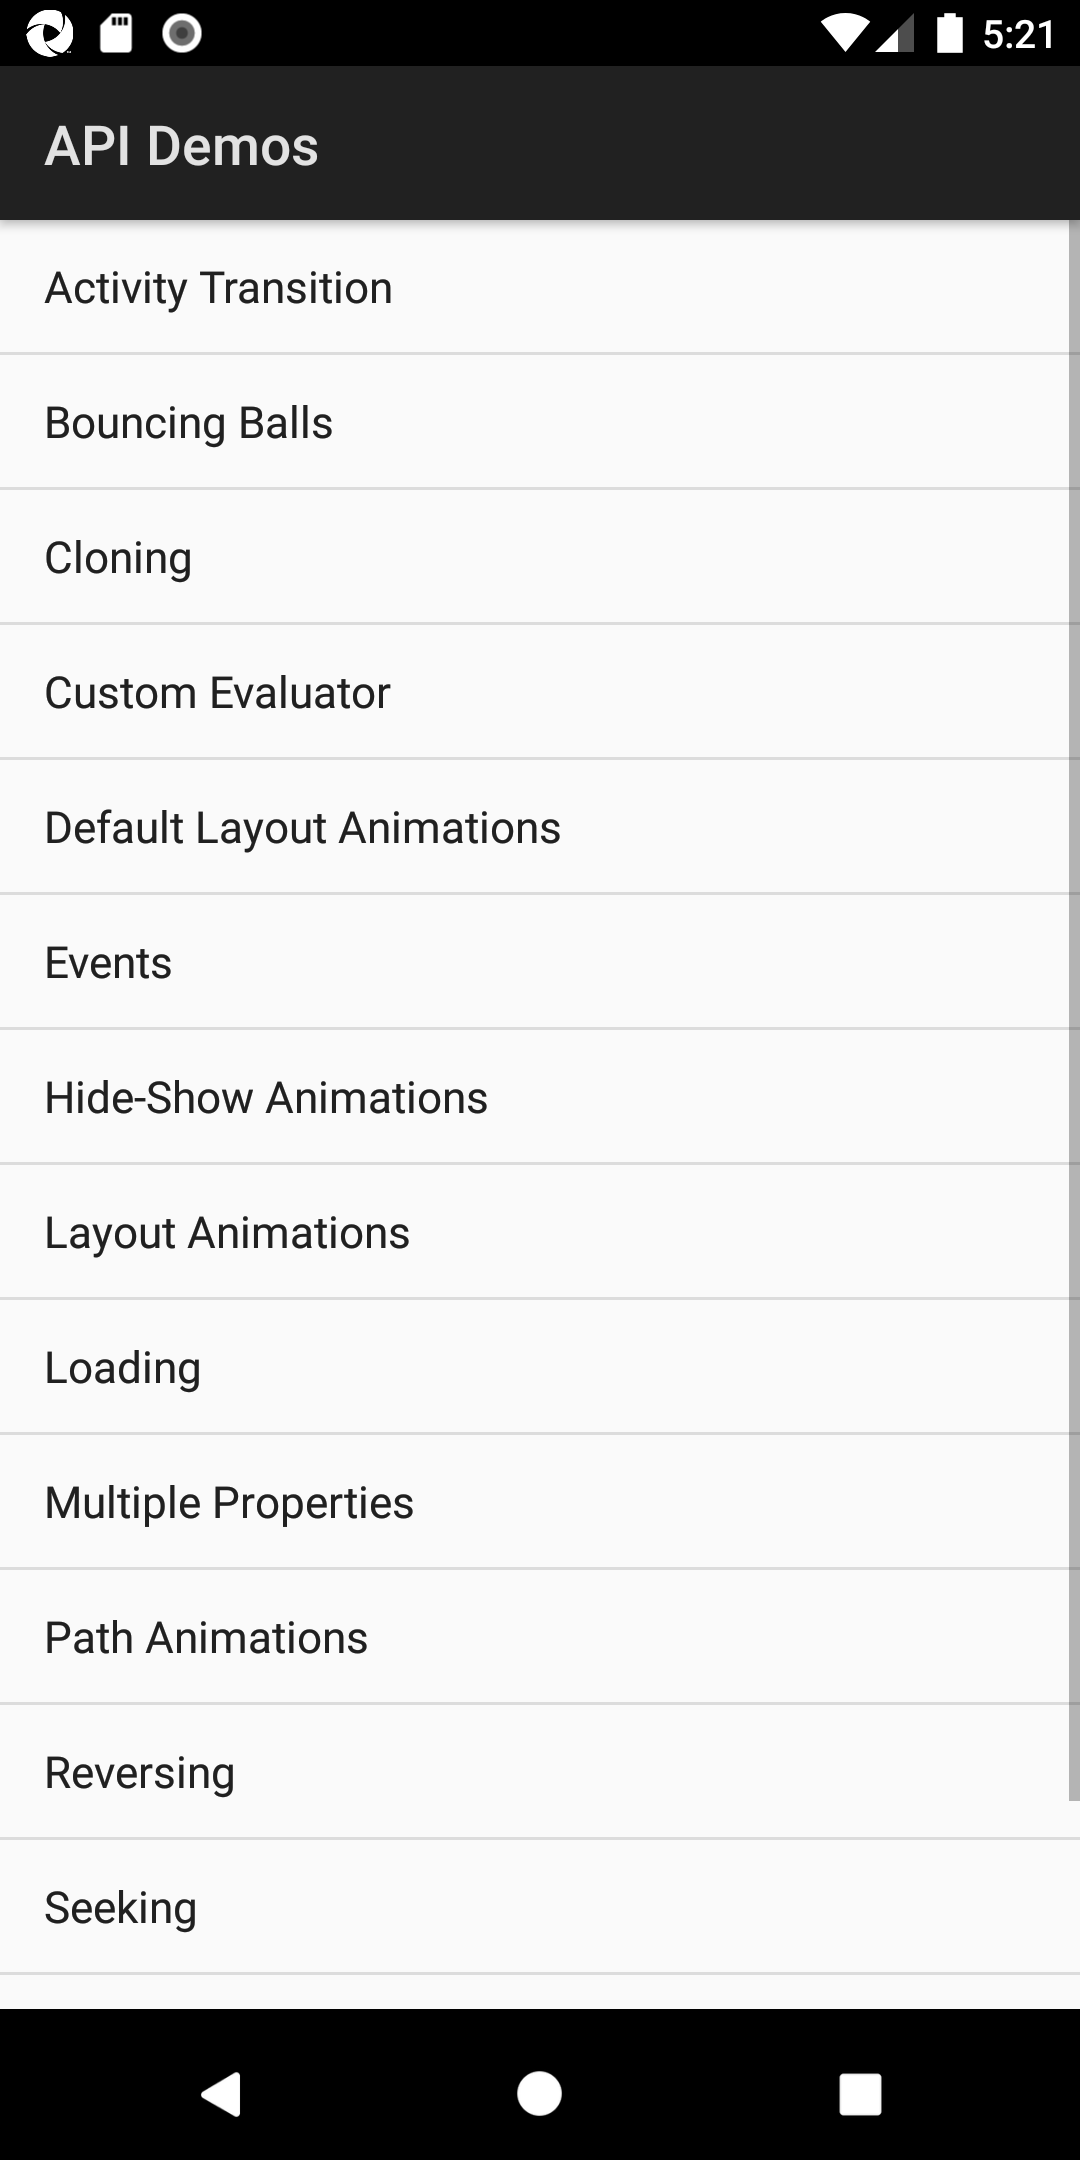 5:21
API Demos
Activity Transition
Bouncing Balls
Cloning
Custom Evaluator
Default Layout Animations
Events
Hide-Show Animations
Layout Animations
Loading
Multiple Properties
Path Animations
Reversing
Seeking